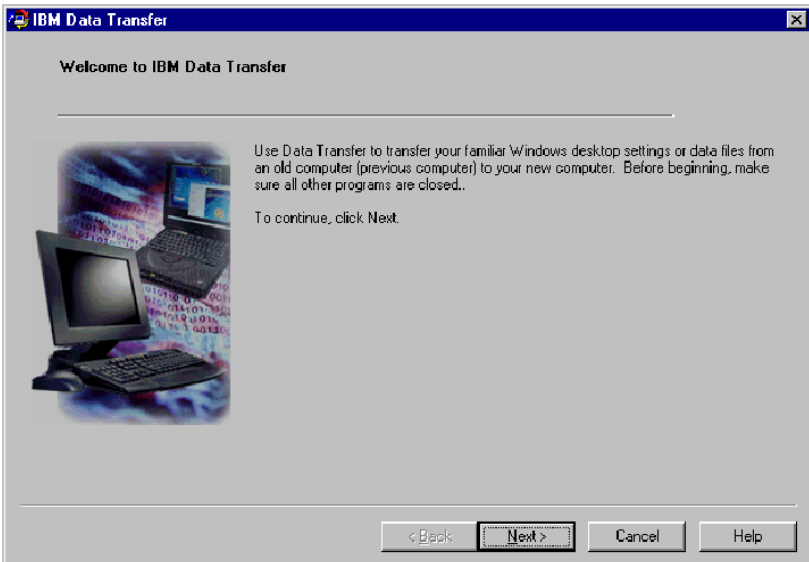 IBM Data Transfer
Welcome to IBM Data Transfer
Use Data Transfer to transfer your familiar Windows desktop settings or data files from
an old computer (previous computer) to your new computer.  Before beginning, make
sure all other programs are closed..
To continue, click Next.
< Back
Next >
Cancel
Help